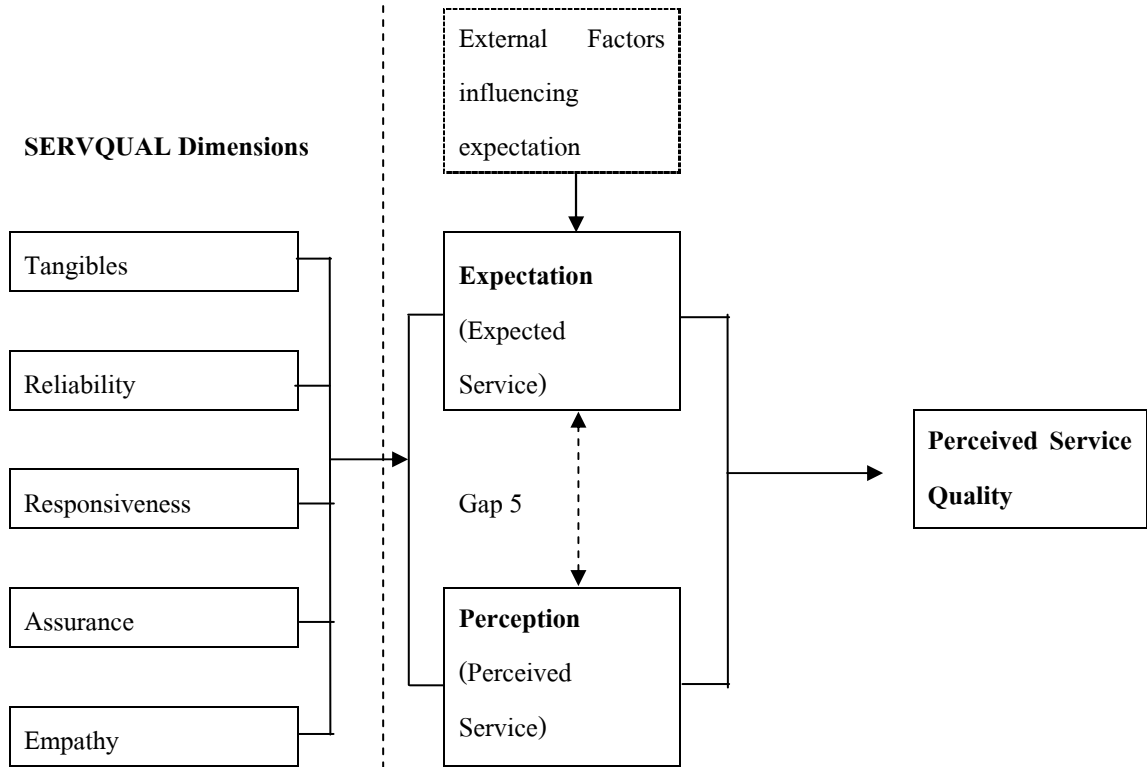 External Factors
influencing
expectation
SERVQUAL Dimensions
Tangibles
Reliability
Responsiveness
Assurance
Empathy
Expectation
(Expected
Service)
Gap 5
Perception
(Perceived
Service)
Perceived Service
Quality